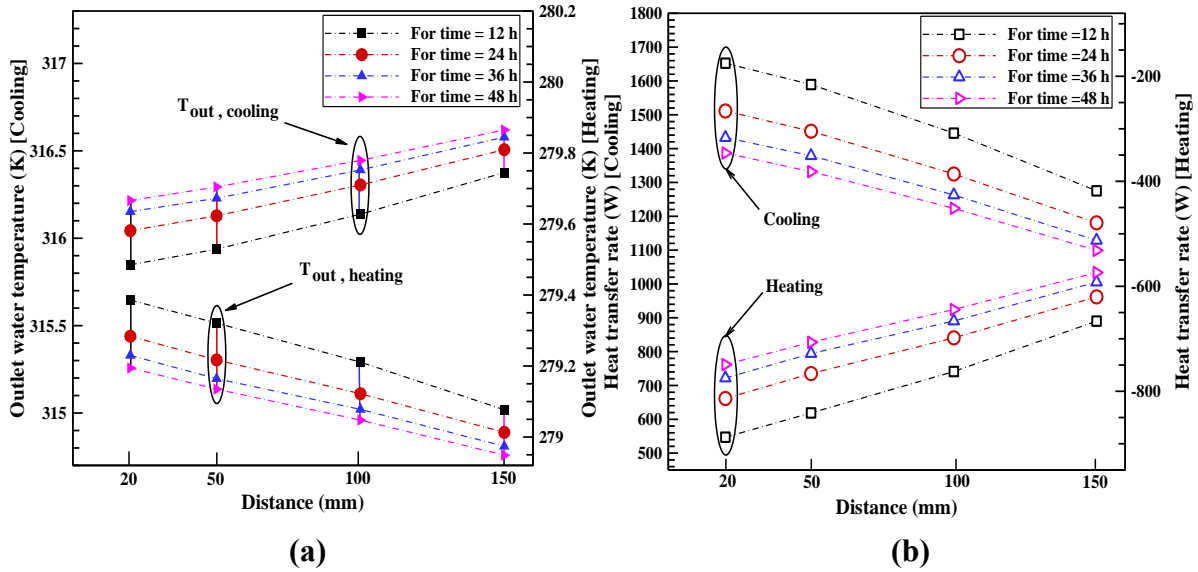 Outlet water temperature (K) [Cooling]
317
316.5
316
315.5
315
280.2
280
279.8
279.6
279.4
279.2
279
Outlet water temperature (K) [Heating]
For time = 12 h
For time = 24 h
For time = 36 h
For time = 48 h
T out , cooling
T out , heating
20 50 100 150
Distance (mm)
(a)
Heat transfer rate (W) [Cooling]
1800
1700
1600
1500
1400
1300
1200
1100
1000
900
800
700
600
500
-200
-400
-600
-800
Heat transfer rate (W) [Heating]
For time =12 h
For time =24 h
For time =36 h
For time =48 h
Cooling
Heating
20 50 100 150
Distance (mm)
(b)